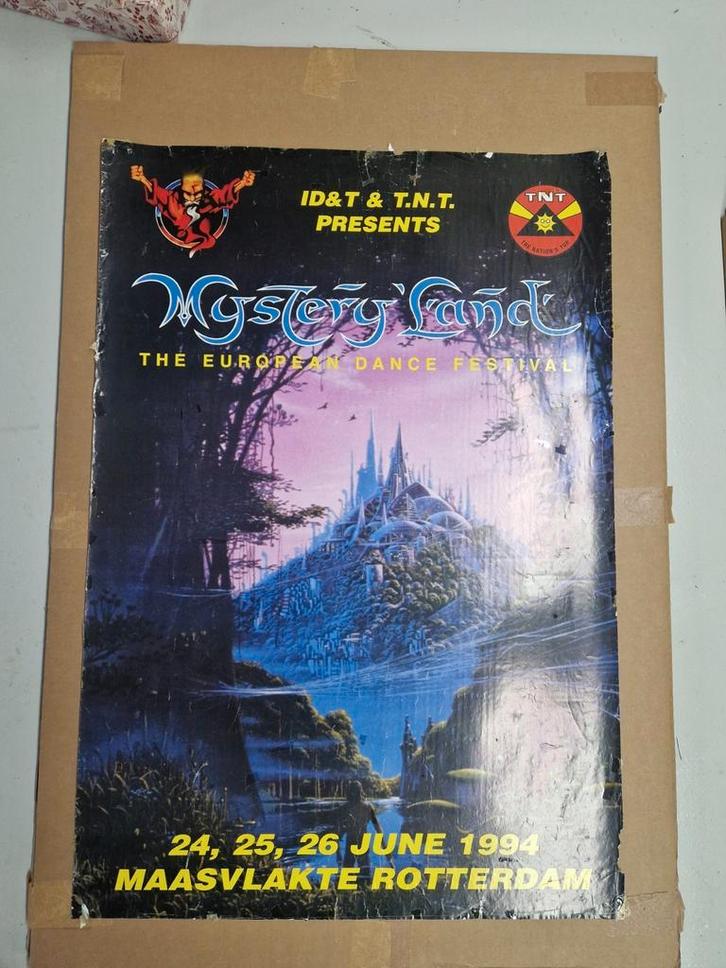 ID&T & T.N.T.
PRESENTS
TNT
THE NATION'S TOP
Mystery Land
THE EUROPEAN DANCE FESTIVAL
24, 25, 26 JUNE 1994
MAASVLAKTE ROTTERDAM